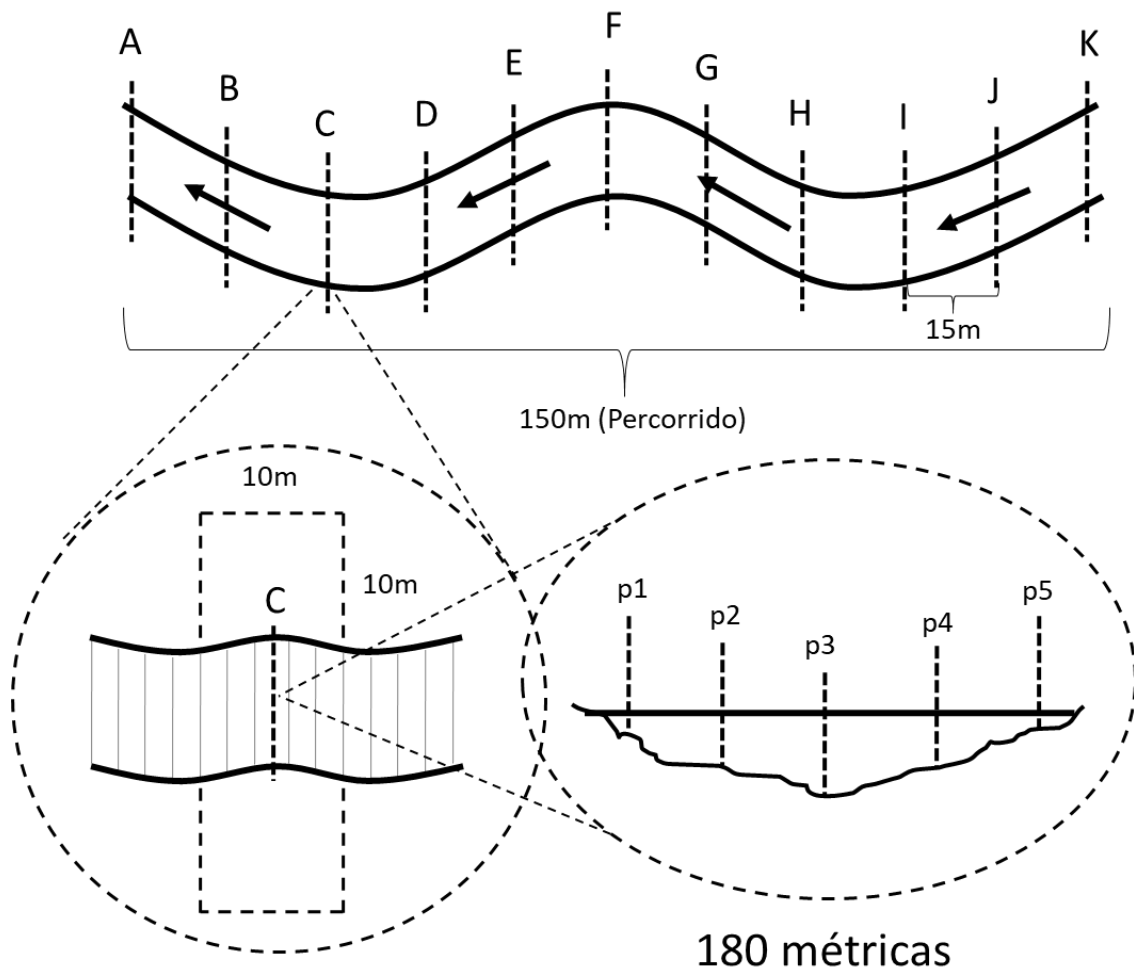 A
B
C
D
E
F
G
H
I
J
K
15m
150m (Percorrido)
10m
10m
C
p1
p2
p3
p4
p5
180 métricas